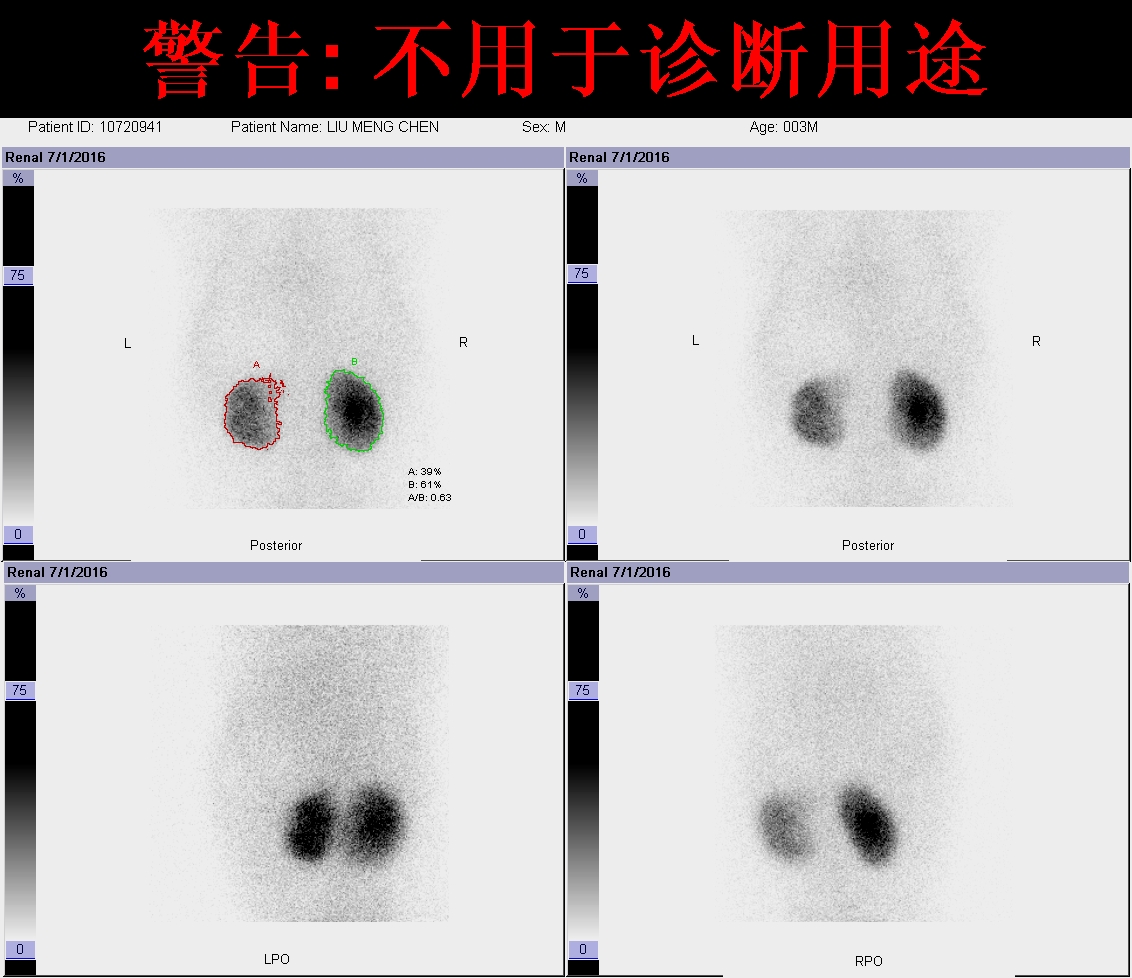 警告: 不用于诊断用途
Patient ID: 10720941 Patient Name: LIU MENG CHEN Sex: M Age: 003M
Renal 7/1/2016
%
75
L
R
A
B
A: 39%
B: 61%
A/B: 0.63
0
Posterior
Renal 7/1/2016
%
75
L
R
0
Posterior
Renal 7/1/2016
%
75
0
LPO
Renal 7/1/2016
%
75
0
RPO